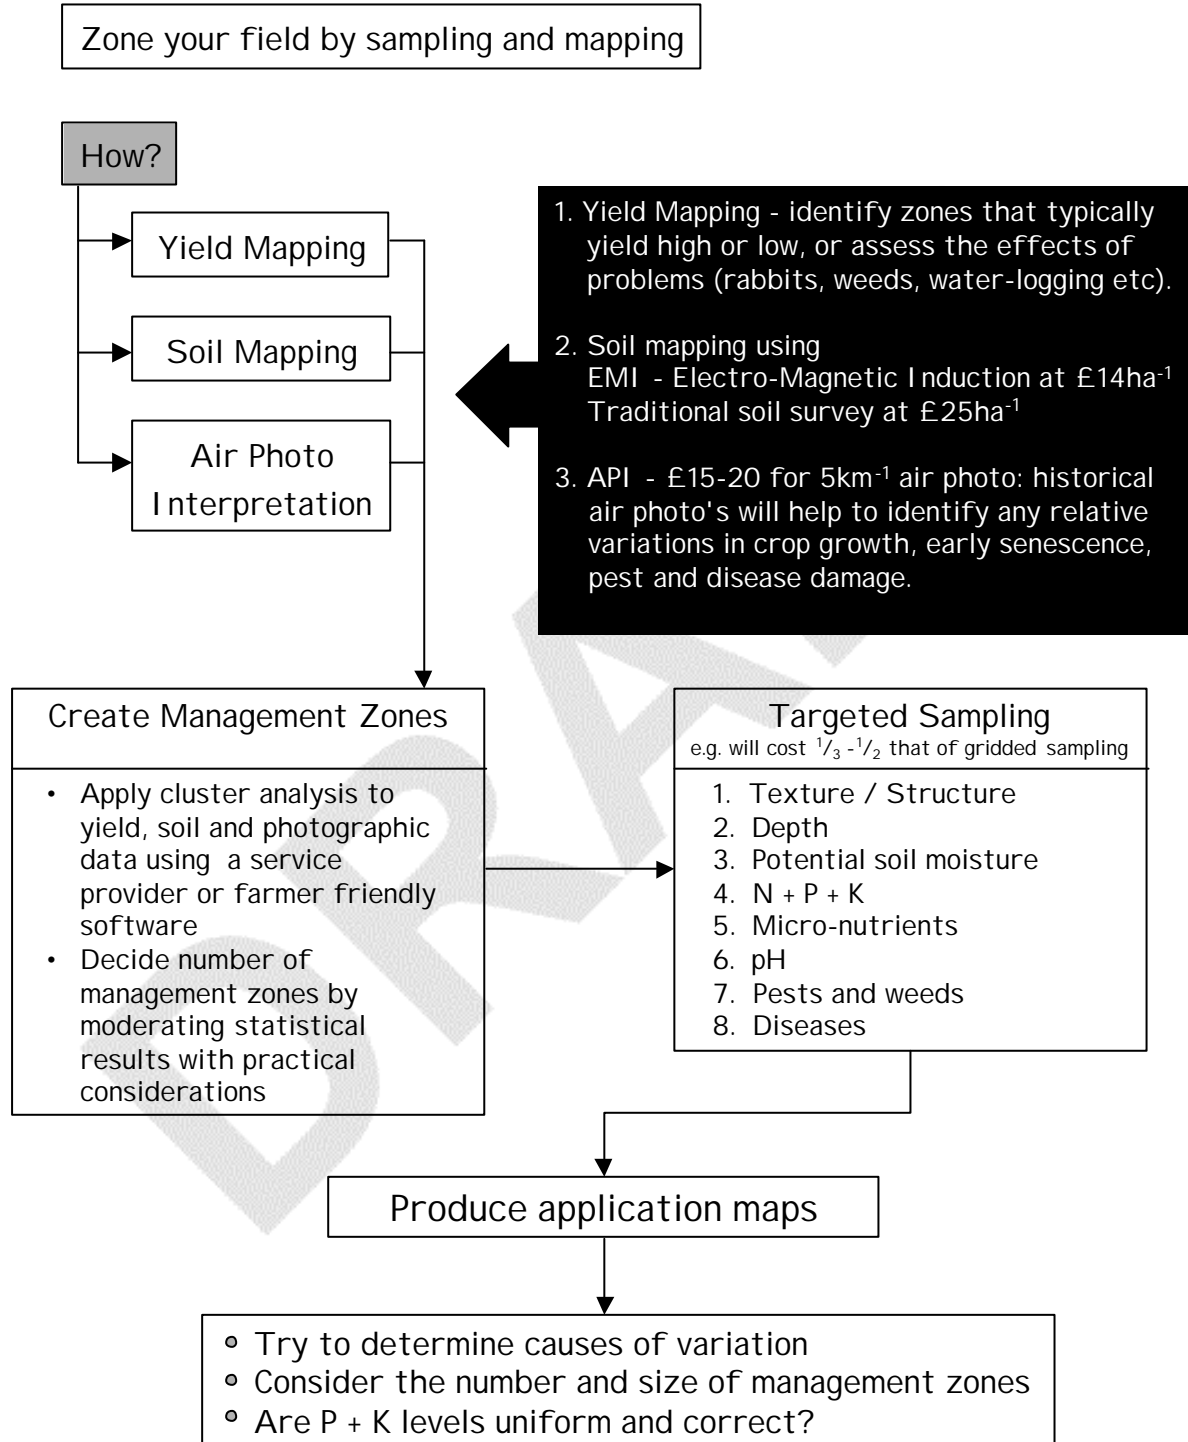 Zone your field by sampling and mapping
How?
Yield Mapping
Soil Mapping
Air Photo
Interpretation
1. Yield Mapping - identify zones that typically
yield high or low, or assess the effects of
problems (rabbits, weeds, water-logging etc).
2. Soil mapping using
EMI - Electro-Magnetic Induction at £14ha⁻¹
Traditional soil survey at £25ha⁻¹
3. API - £15-20 for 5km⁻¹ air photo: historical
air photo's will help to identify any relative
variations in crop growth, early senescence,
pest and disease damage.
Create Management Zones
• Apply cluster analysis to
yield, soil and photographic
data using a service
provider or farmer friendly
software
• Decide number of
management zones by
moderating statistical
results with practical
considerations
Targeted Sampling
e.g. will cost ¹/₃ -¹/₂ that of gridded sampling
1. Texture / Structure
2. Depth
3. Potential soil moisture
4. N + P + K
5. Micro-nutrients
6. pH
7. Pests and weeds
8. Diseases
Produce application maps
• Try to determine causes of variation
• Consider the number and size of management zones
• Are P + K levels uniform and correct?
DRA